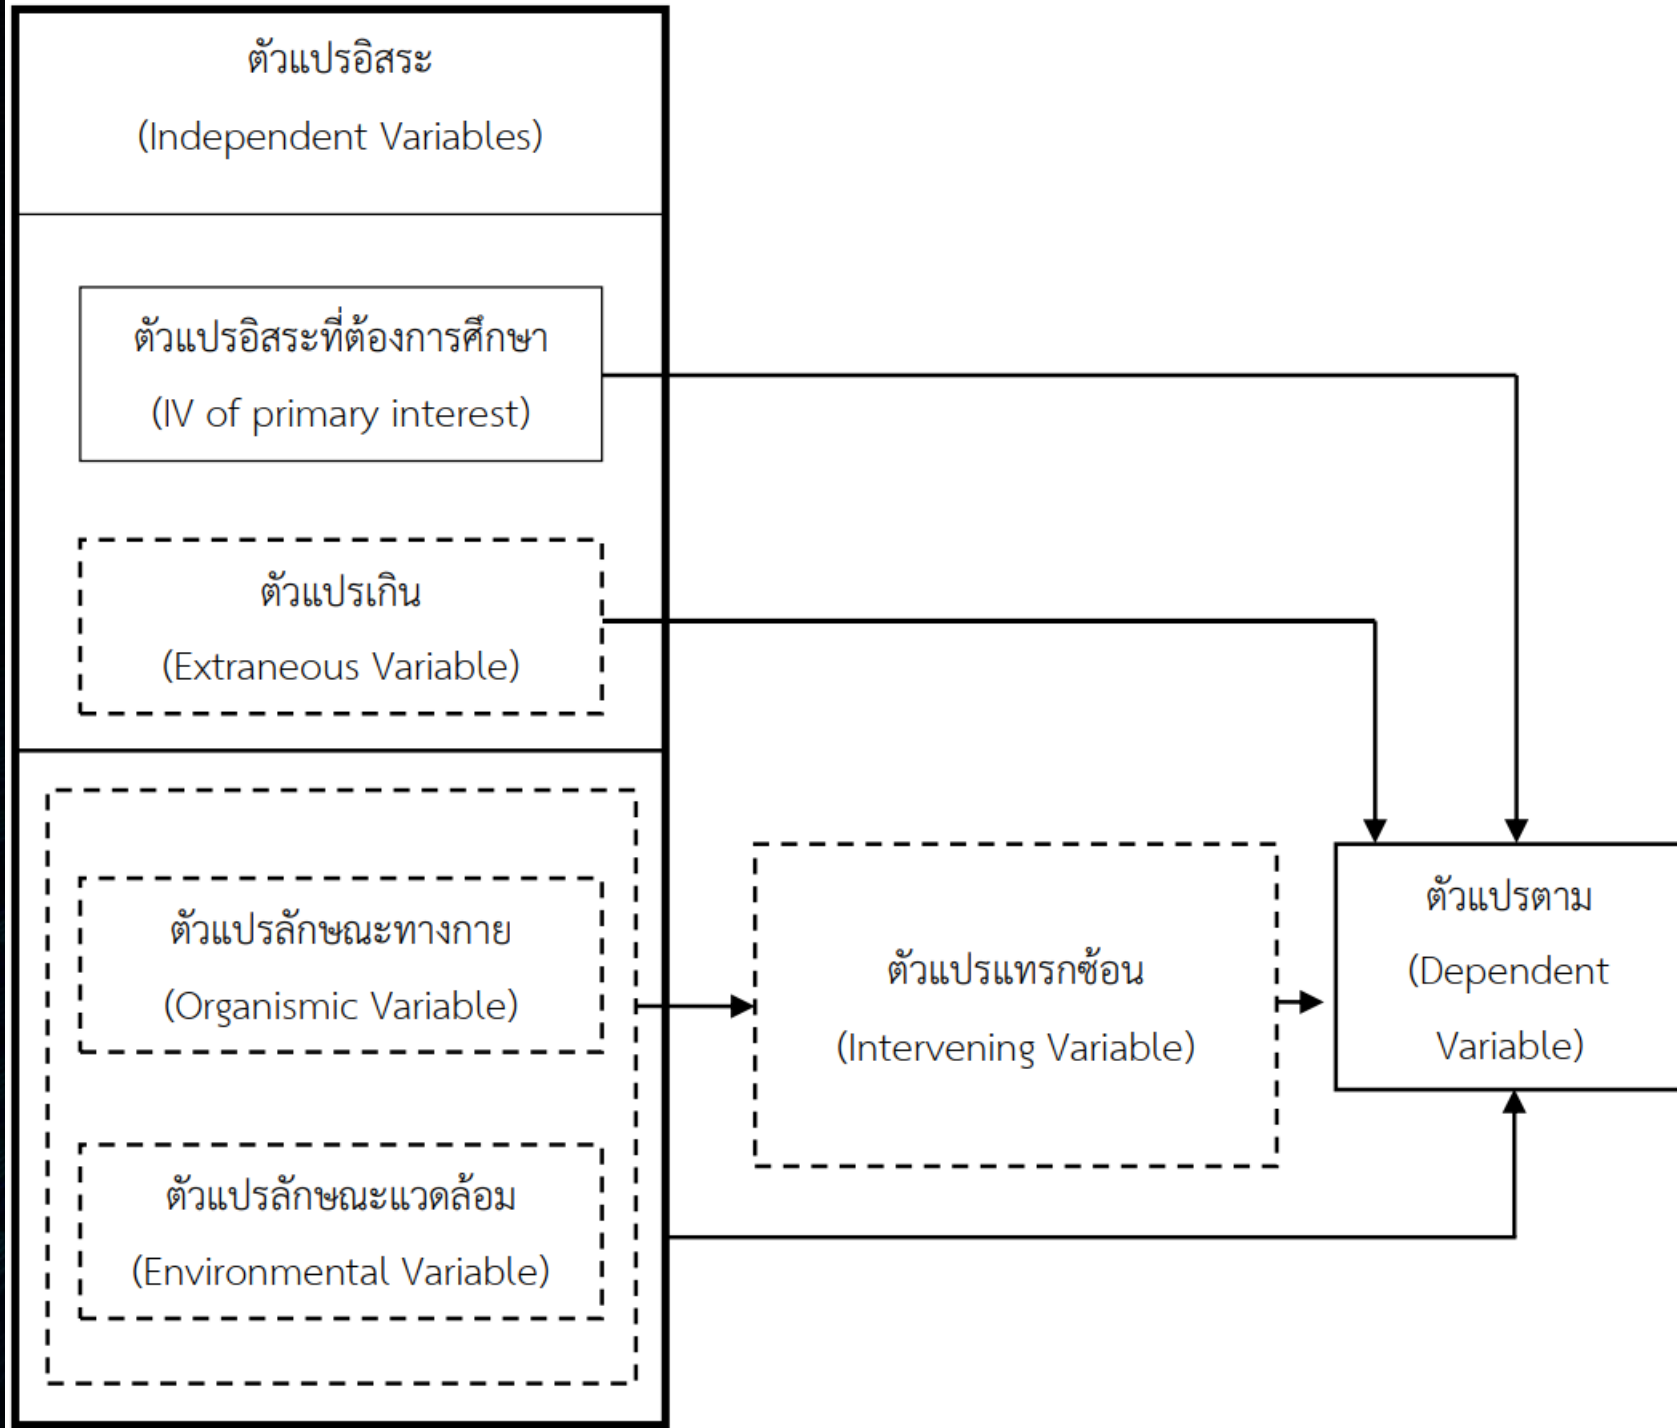 ตัวแปรอิสระ
(Independent Variables)
ตัวแปรอิสระที่ต้องการศึกษา
(IV of primary interest)
ตัวแปรเกิน
(Extraneous Variable)
ตัวแปรลักษณะทางกาย
(Organismic Variable)
ตัวแปรลักษณะแวดล้อม
(Environmental Variable)
ตัวแปรแทรกซ้อน
(Intervening Variable)
ตัวแปรตาม
(Dependent
Variable)